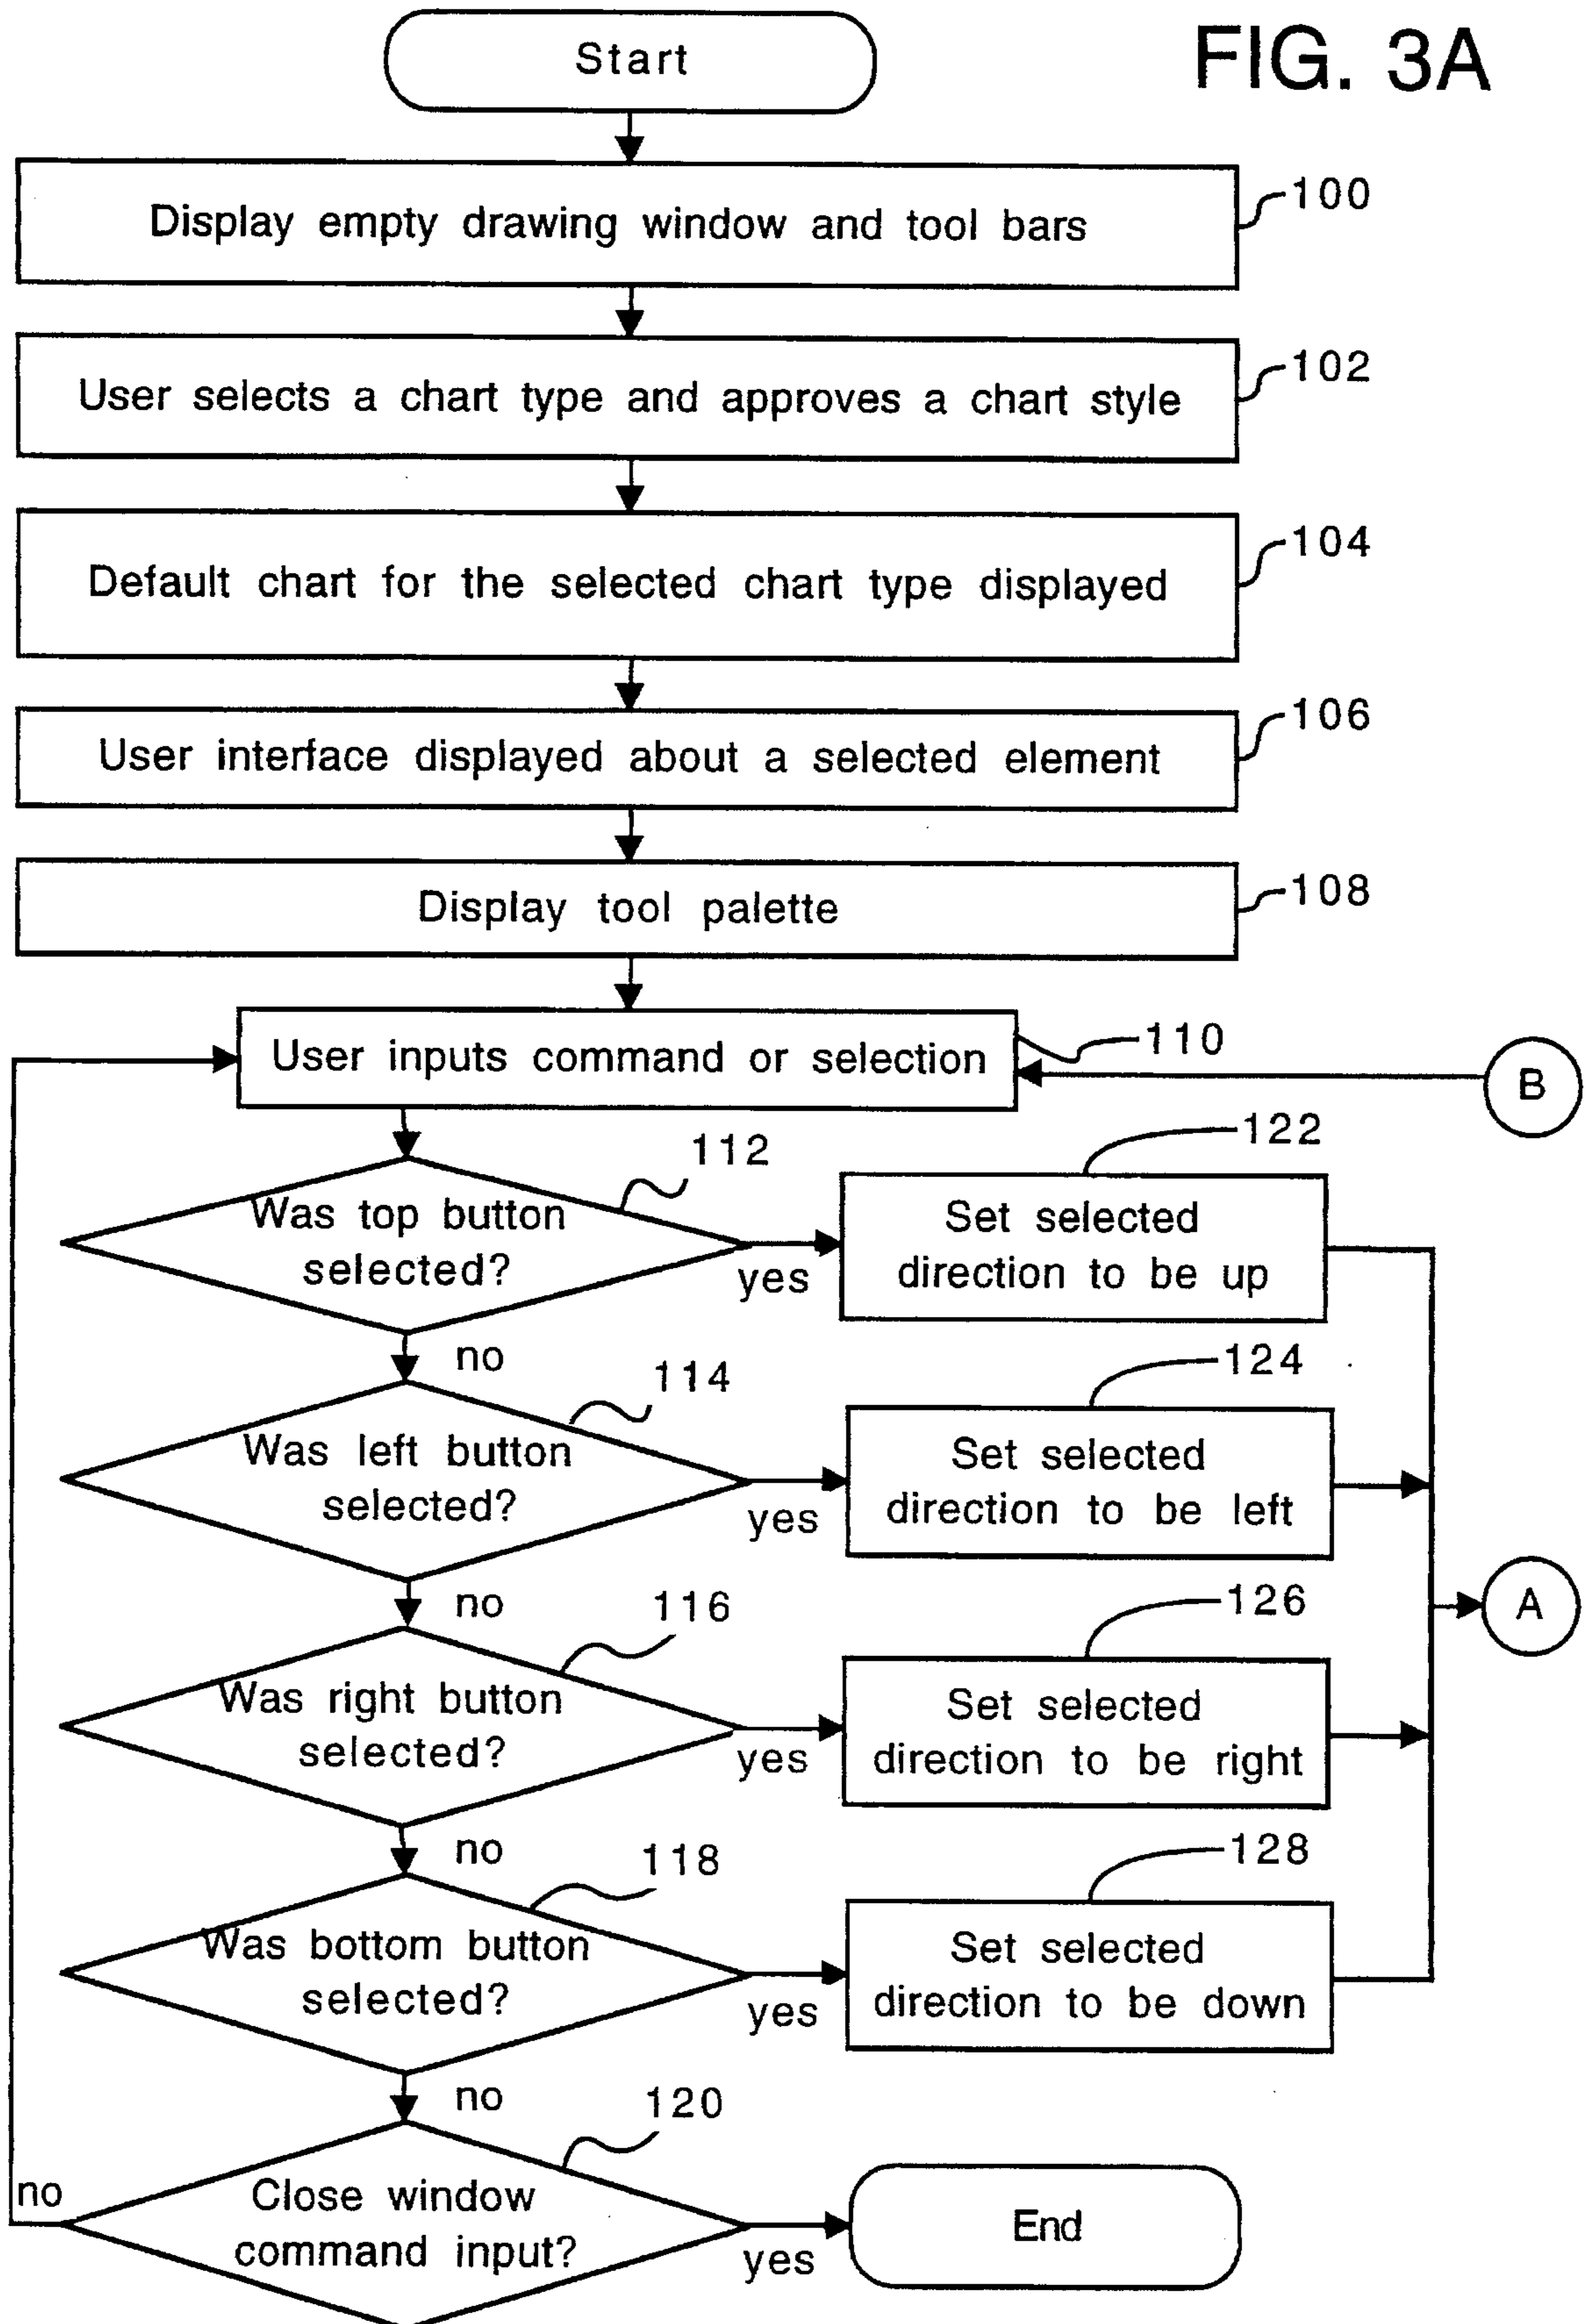 FIG. 3A
Start
Display empty drawing window and tool bars
100
User selects a chart type and approves a chart style
102
Default chart for the selected chart type displayed
104
User interface displayed about a selected element
106
Display tool palette
108
User inputs command or selection
110
B
112
Was top button
selected?
yes
122
Set selected
direction to be up
no
114
Was left button
selected?
yes
124
Set selected
direction to be left
no
116
Was right button
selected?
yes
126
Set selected
direction to be right
A
no
118
Was bottom button
selected?
yes
128
Set selected
direction to be down
no
120
Close window
command input?
no
yes
End